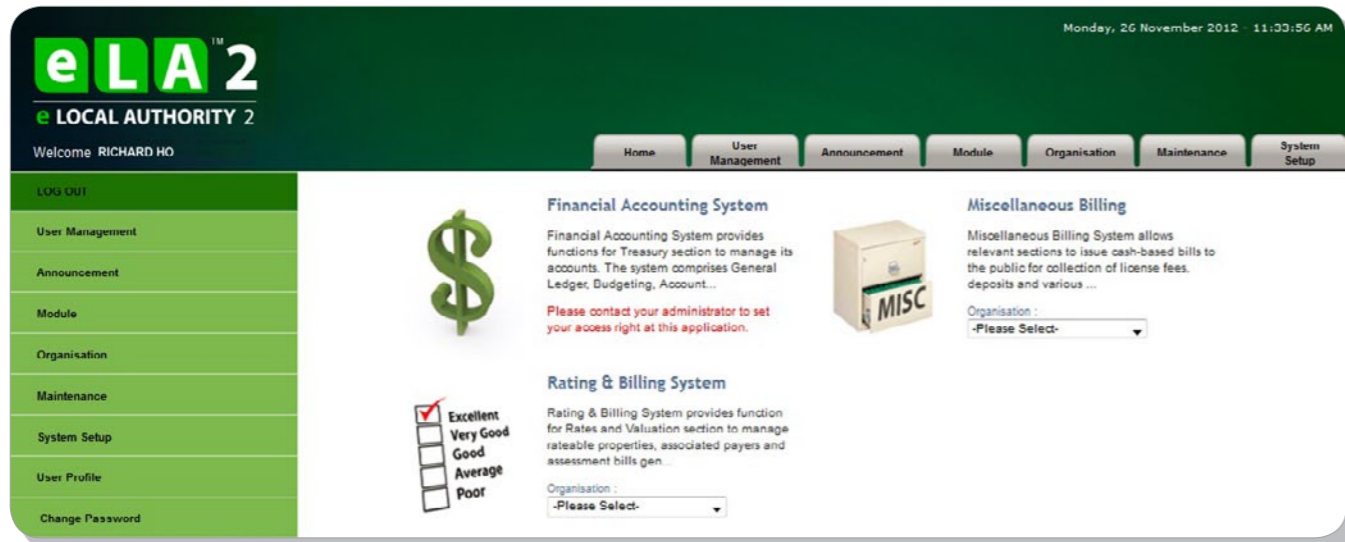 Monday, 26 November 2012 - 11:33:56 AM
eLA™2
e LOCAL AUTHORITY 2
Welcome RICHARD HO
Home
User
Management
Announcement
Module
Organisation
Maintenance
System
Setup
LOG OUT
User Management
Announcement
Module
Organisation
Maintenance
System Setup
User Profile
Change Password
Financial Accounting System
Financial Accounting System provides
functions for Treasury section to manage its
accounts. The system comprises General
Ledger, Budgeting, Account...
Please contact your administrator to set
your access right at this application.
MISC
Miscellaneous Billing
Miscellaneous Billing System allows
relevant sections to issue cash-based bills to
the public for collection of license fees,
deposits and various ...
Organisation :
-Please Select-
Excellent
Very Good
Good
Average
Poor
Rating & Billing System
Rating & Billing System provides function
for Rates and Valuation section to manage
rateable properties, associated payers and
assessment bills gen...
Organisation :
-Please Select-